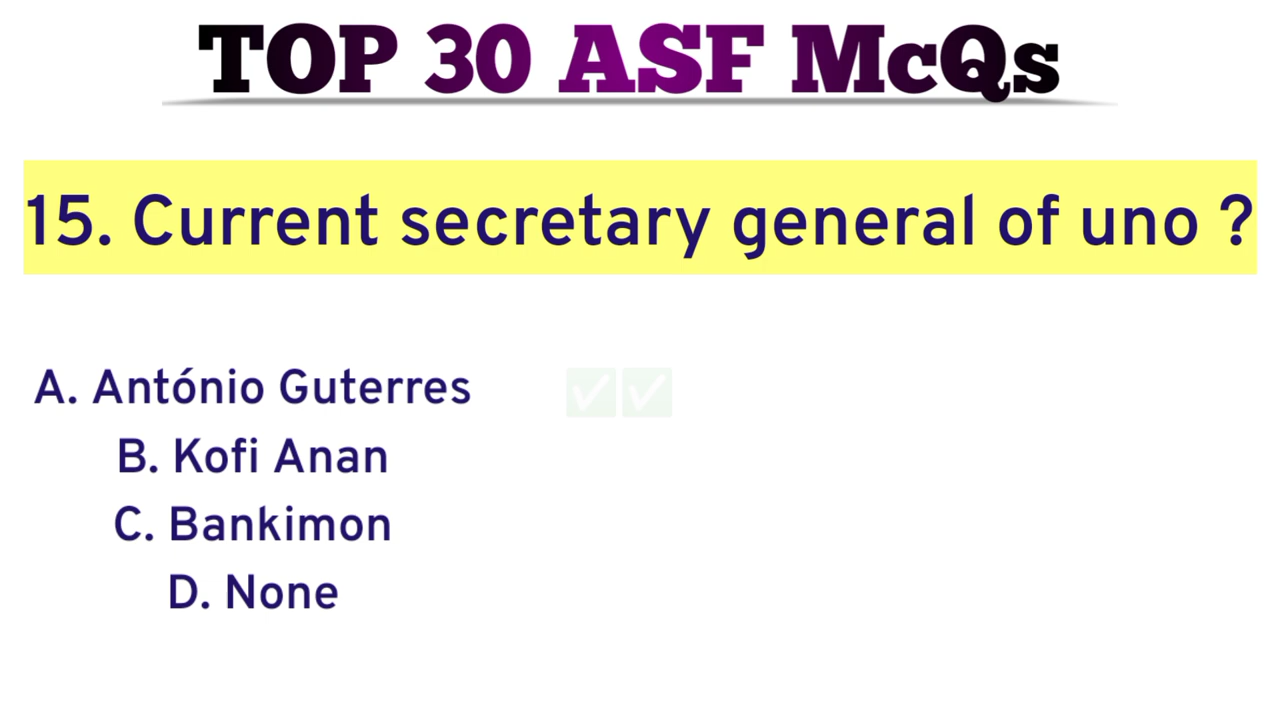 TOP 30 ASF McQs
15. Current secretary general of uno ?
A. António Guterres ✅✅
B. Kofi Anan
C. Bankimon
D. None